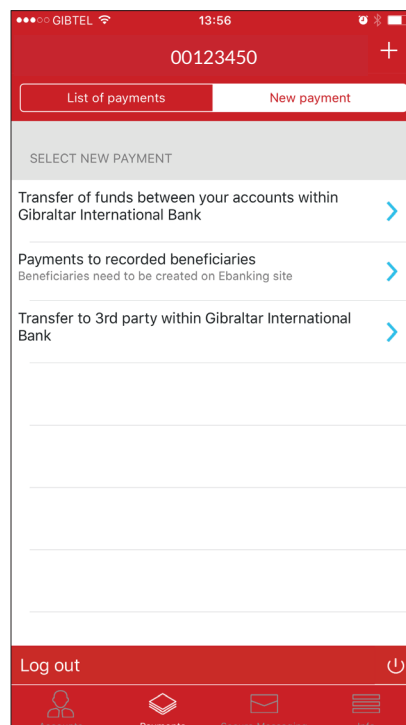 GIBTEL 13:56
00123450 +
List of payments New payment
SELECT NEW PAYMENT
Transfer of funds between your accounts within
Gibraltar International Bank
Payments to recorded beneficiaries
Beneficiaries need to be created on Ebanking site
Transfer to 3rd party within Gibraltar International
Bank
Log out